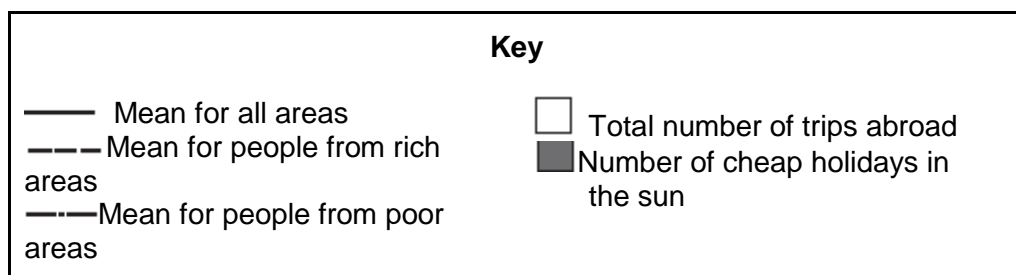 Key
Mean for all areas
Mean for people from rich
areas
Mean for people from poor
areas
Total number of trips abroad
Number of cheap holidays in
the sun